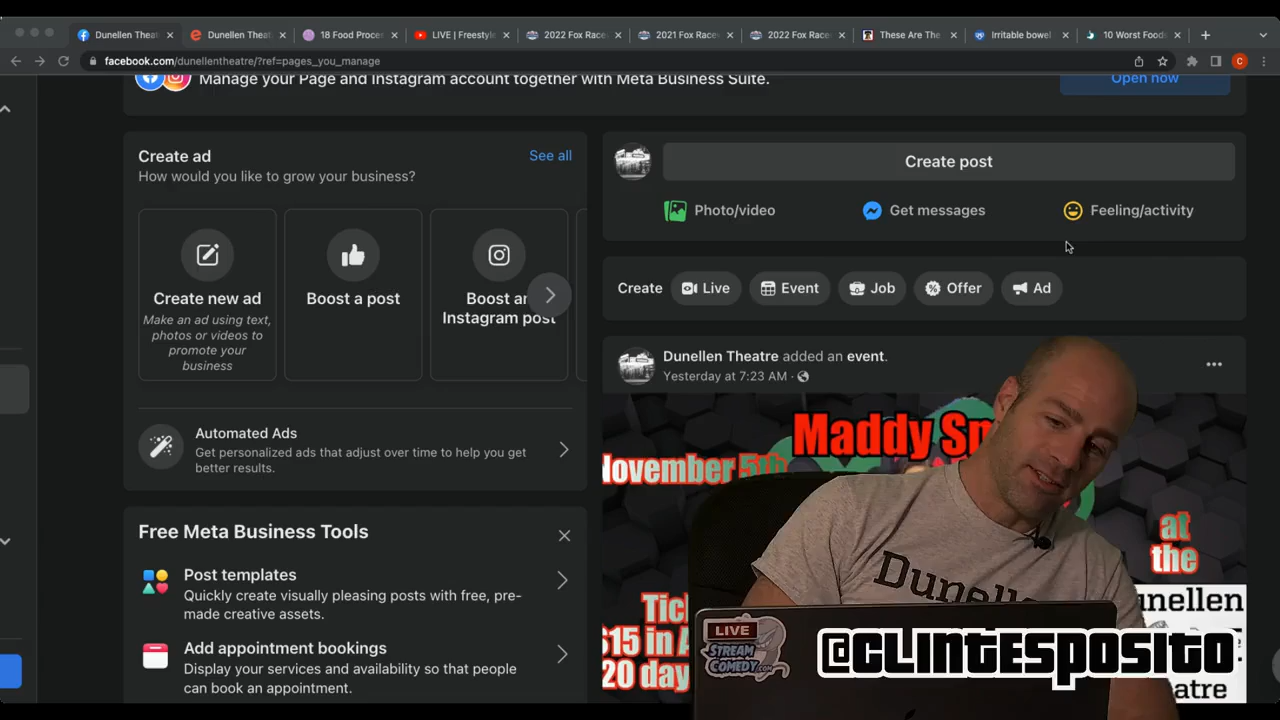 Dunellen Theat
Dunellen Theat
18 Food Proces
LIVE | Freestyle
2022 Fox Race
2021 Fox Race
2022 Fox Race
These Are The
Irritable bowel
10 Worst Foods
facebook.com/dunellentheatre/?ref=pages_you_manage
C
Manage your Page and Instagram account together with Meta Business Suite.
Open now
Create ad
See all
How would you like to grow your business?
Create new ad
Make an ad using text,
photos or videos to
promote your
business
Boost a post
Boost an
Instagram post
Automated Ads
Get personalized ads that adjust over time to help you get
better results.
Free Meta Business Tools
Post templates
Quickly create visually pleasing posts with free, pre-
made creative assets.
Add appointment bookings
Display your services and availability so that people
can book an appointment.
Create post
Photo/video
Get messages
Feeling/activity
Create
Live
Event
Job
Offer
Ad
Dunellen Theatre added an event.
Yesterday at 7:23 AM ·
Maddy
November 5th
at
the
$15 in
20 day
Dunellen
LIVE
STREAM
COMEDY.com
@CLINTESPOSITO